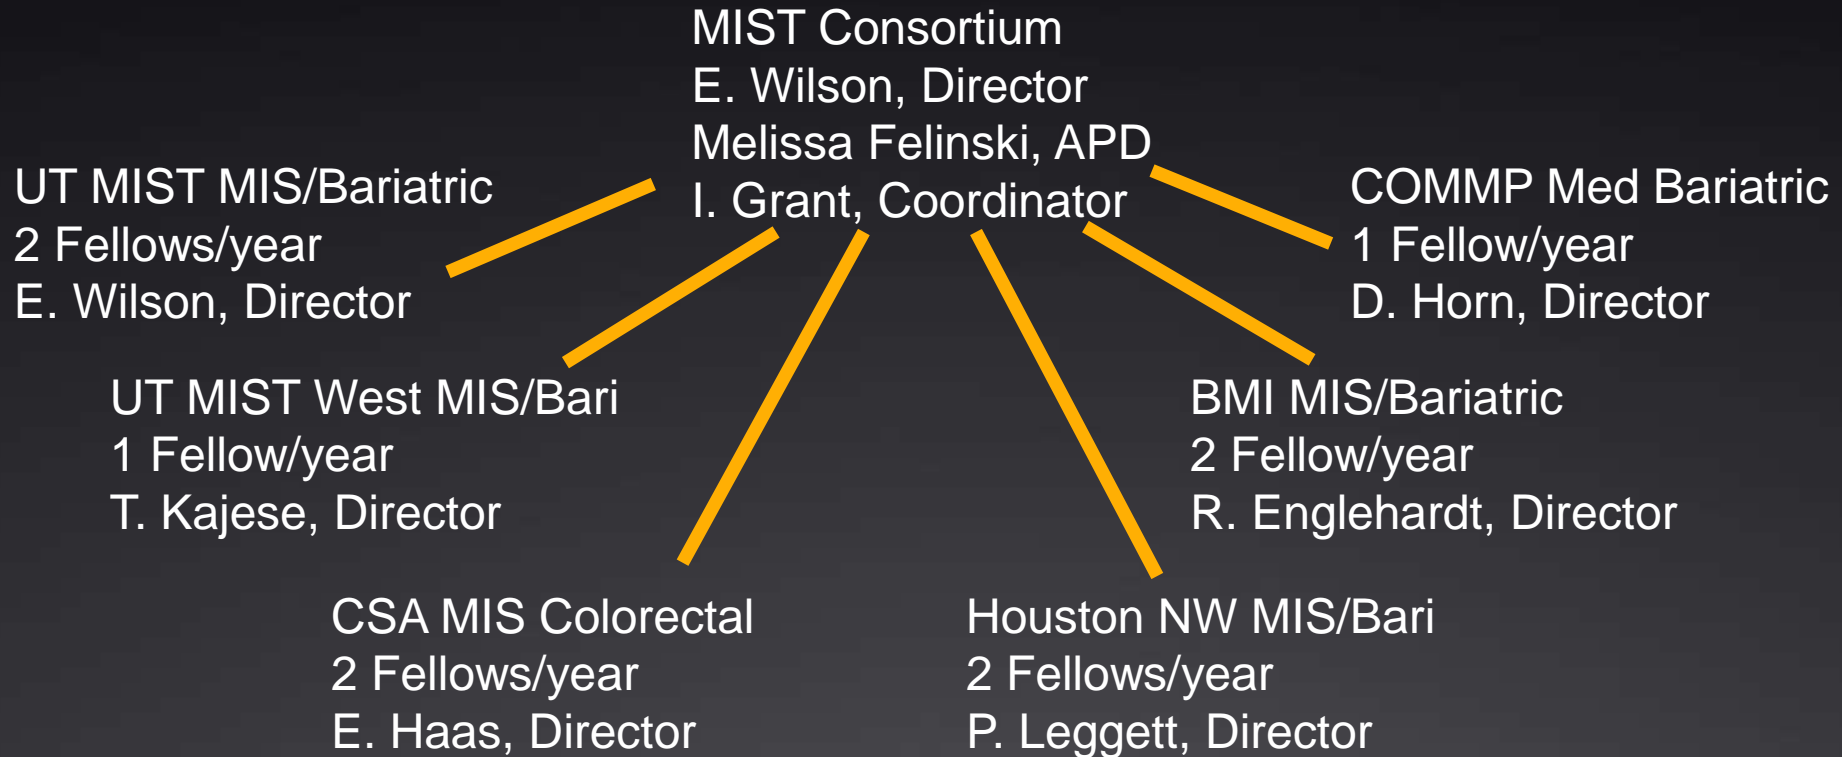 MIST Consortium
E. Wilson, Director
Melissa Felinski, APD
I. Grant, Coordinator
UT MIST MIS/Bariatric
2 Fellows/year
E. Wilson, Director
COMMP Med Bariatric
1 Fellow/year
D. Horn, Director
UT MIST West MIS/Bari
1 Fellow/year
T. Kajese, Director
BMI MIS/Bariatric
2 Fellow/year
R. Englehardt, Director
CSA MIS Colorectal
2 Fellows/year
E. Haas, Director
Houston NW MIS/Bari
2 Fellows/year
P. Leggett, Director